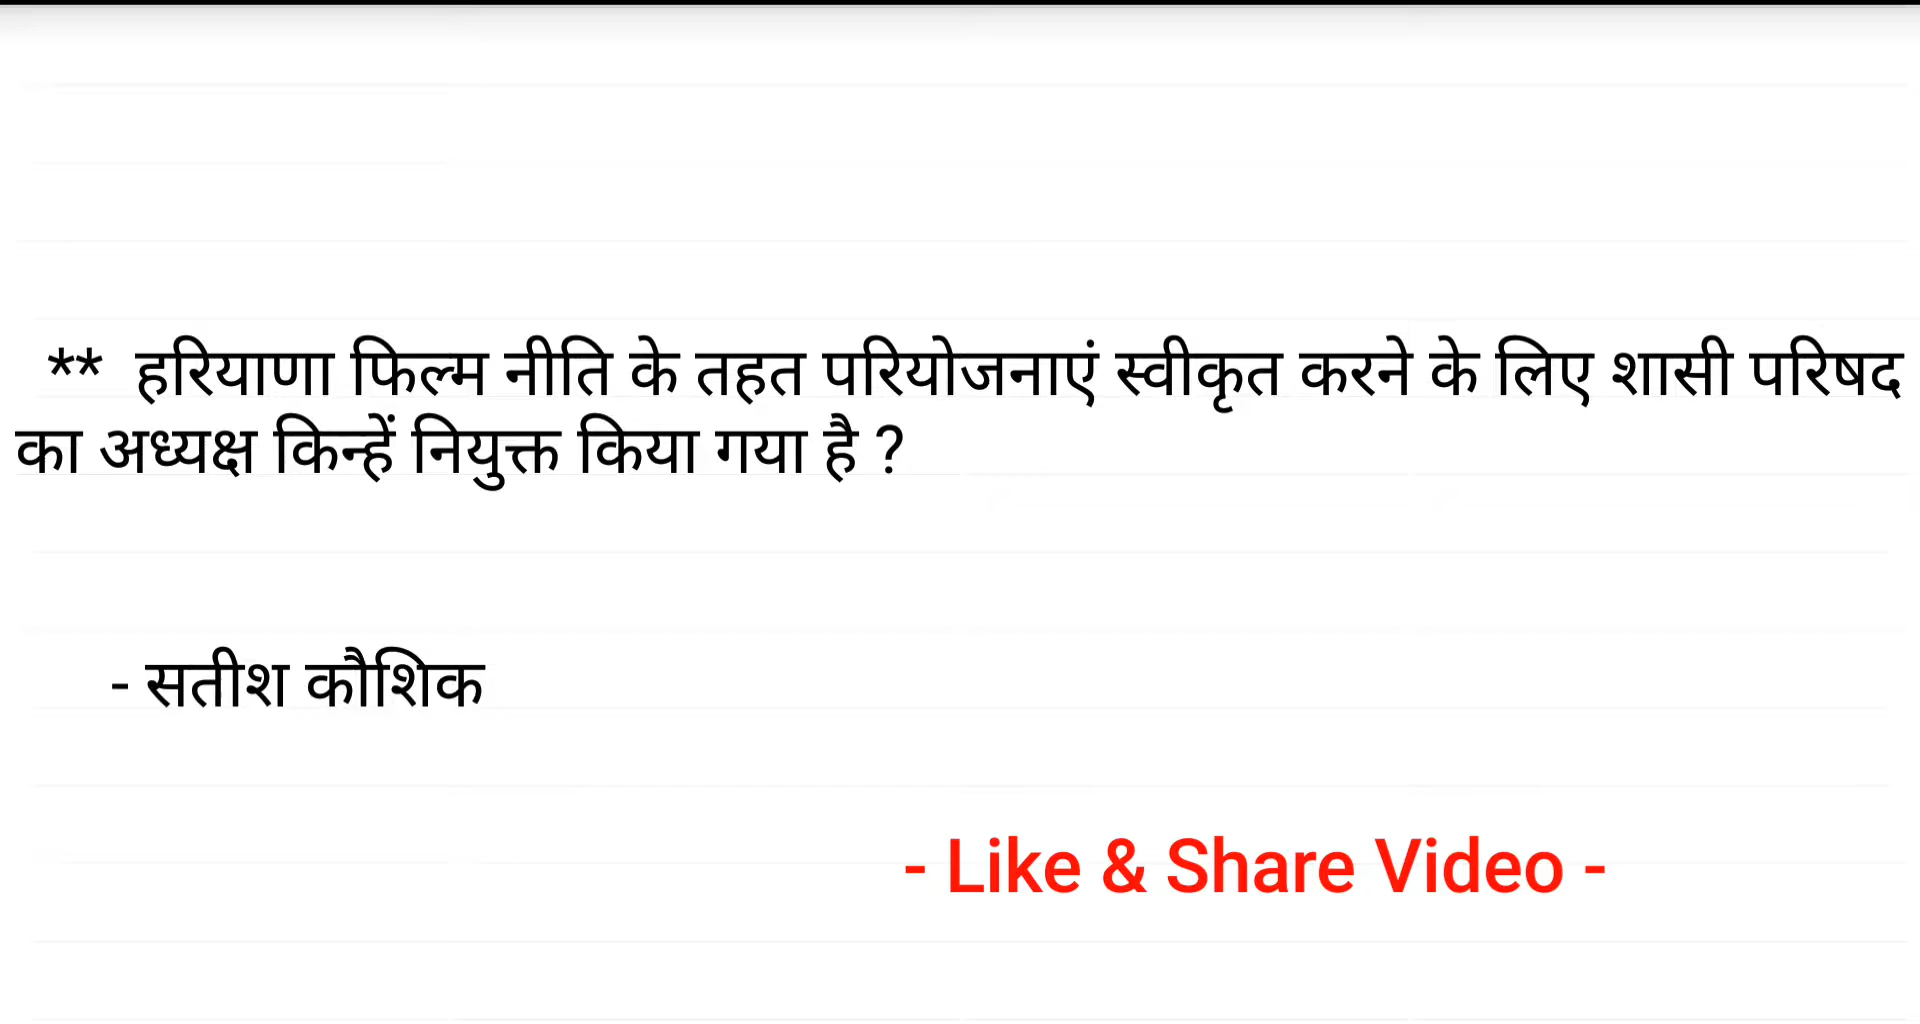 ** हरियाणा फिल्म नीति के तहत परियोजनाएं स्वीकृत करने के लिए शासी परिषद
का अध्यक्ष किन्हें नियुक्त किया गया है ?
- सतीश कौशिक
- Like & Share Video -